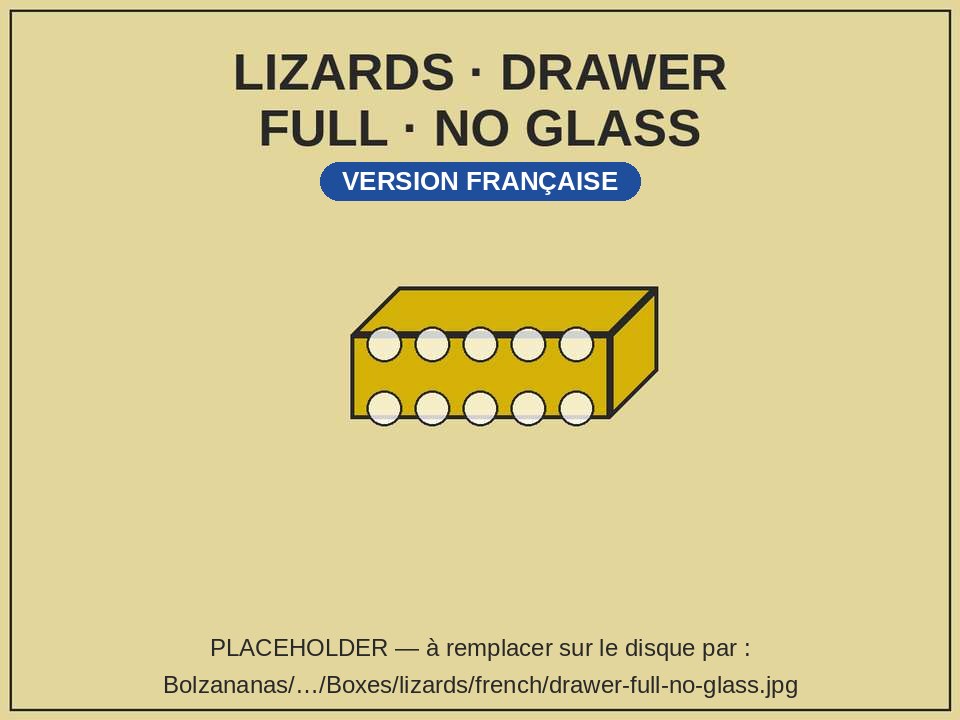 LIZARDS · DRAWER
FULL · NO GLASS
VERSION FRANÇAISE
PLACEHOLDER — à remplacer sur le disque par :
Bolzananas/…/Boxes/lizards/french/drawer-full-no-glass.jpg